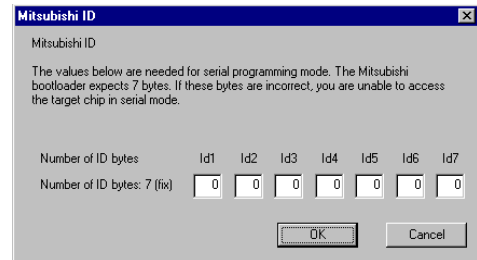 Mitsubishi ID
Mitsubishi ID
The values below are needed for serial programming mode. The Mitsubishi
bootloader expects 7 bytes. If these bytes are incorrect, you are unable to access
the target chip in serial mode.
Number of ID bytes Id1 Id2 Id3 Id4 Id5 Id6 Id7
Number of ID bytes: 7 (fix) 0 0 0 0 0 0 0
OK Cancel